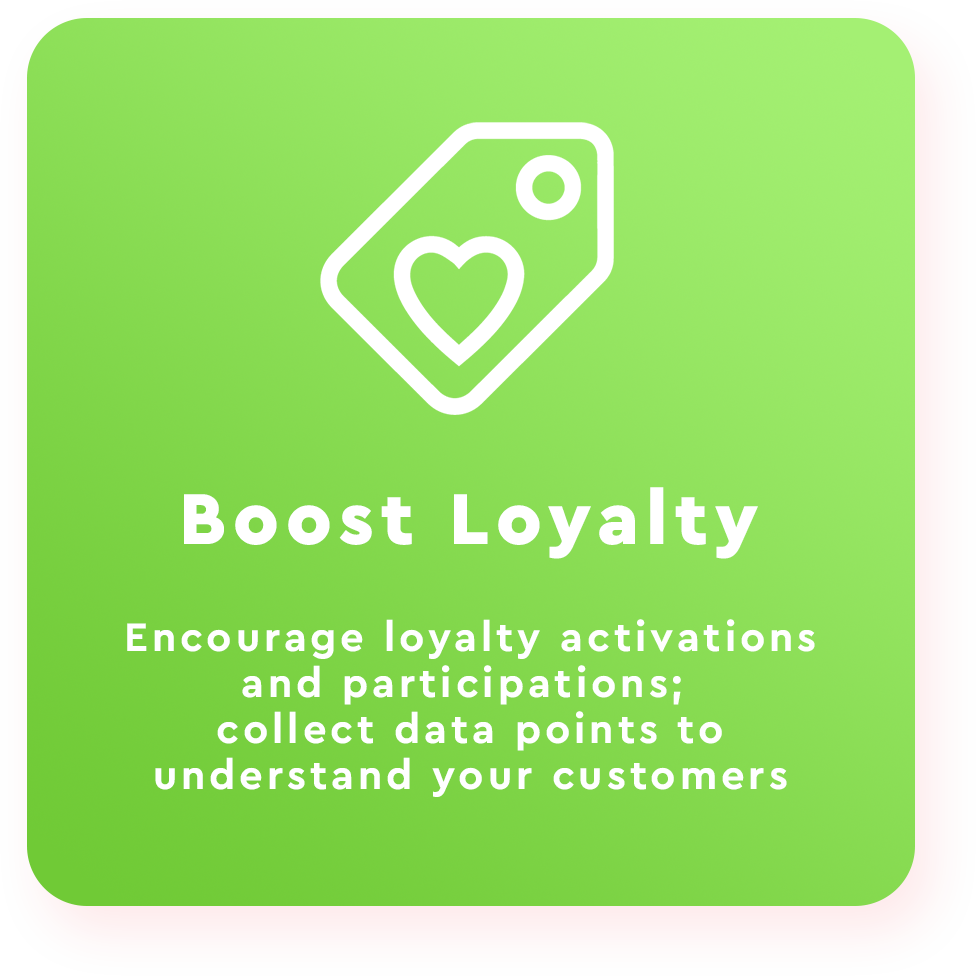 Boost Loyalty
Encourage loyalty activations
and participations;
collect data points to
understand your customers